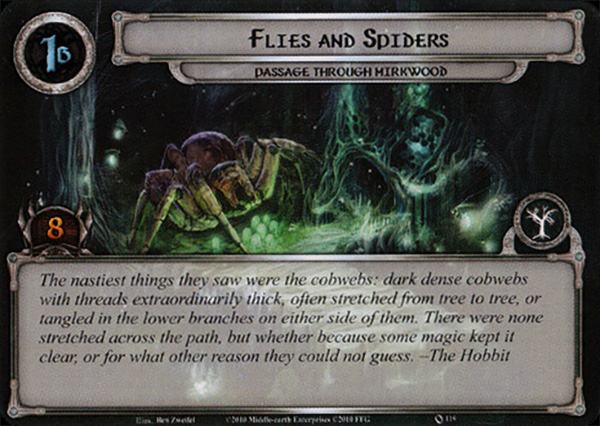 1B
FLIES AND SPIDERS
PASSAGE THROUGH MIRKWOOD
8
The nastiest things they saw were the cobwebs: dark dense cobwebs
with threads extraordinarily thick, often stretched from tree to tree, or
tangled in the lower branches on either side of them. There were none
stretched across the path, but whether because some magic kept it
clear, or for what other reason they could not guess. –The Hobbit
Illus. Ben Zweifel ©2010 Middle-earth Enterprises ©2010 FFG